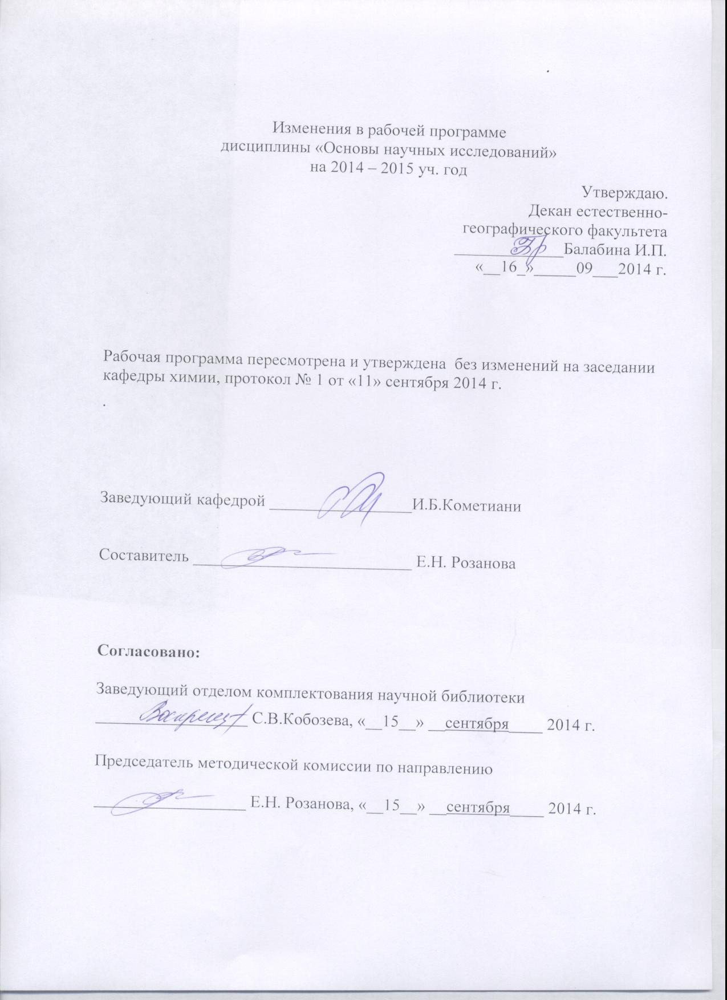 Изменения в рабочей программе
дисциплины «Основы научных исследований»
на 2014 – 2015 уч. год
Утверждаю.
Декан естественно-
географического факультета
_____________Балабина И.П.
«__16_»_____09___2014 г.
Рабочая программа пересмотрена и утверждена без изменений на заседании
кафедры химии, протокол № 1 от «11» сентября 2014 г.
.
Заведующий кафедрой _________________И.Б.Кометиани
Составитель __________________________ Е.Н. Розанова
Согласовано:
Заведующий отделом комплектования научной библиотеки
__________________ С.В.Кобозева, «__15__» __сентября____ 2014 г.
Председатель методической комиссии по направлению
__________________ Е.Н. Розанова, «__15__» __сентября____ 2014 г.